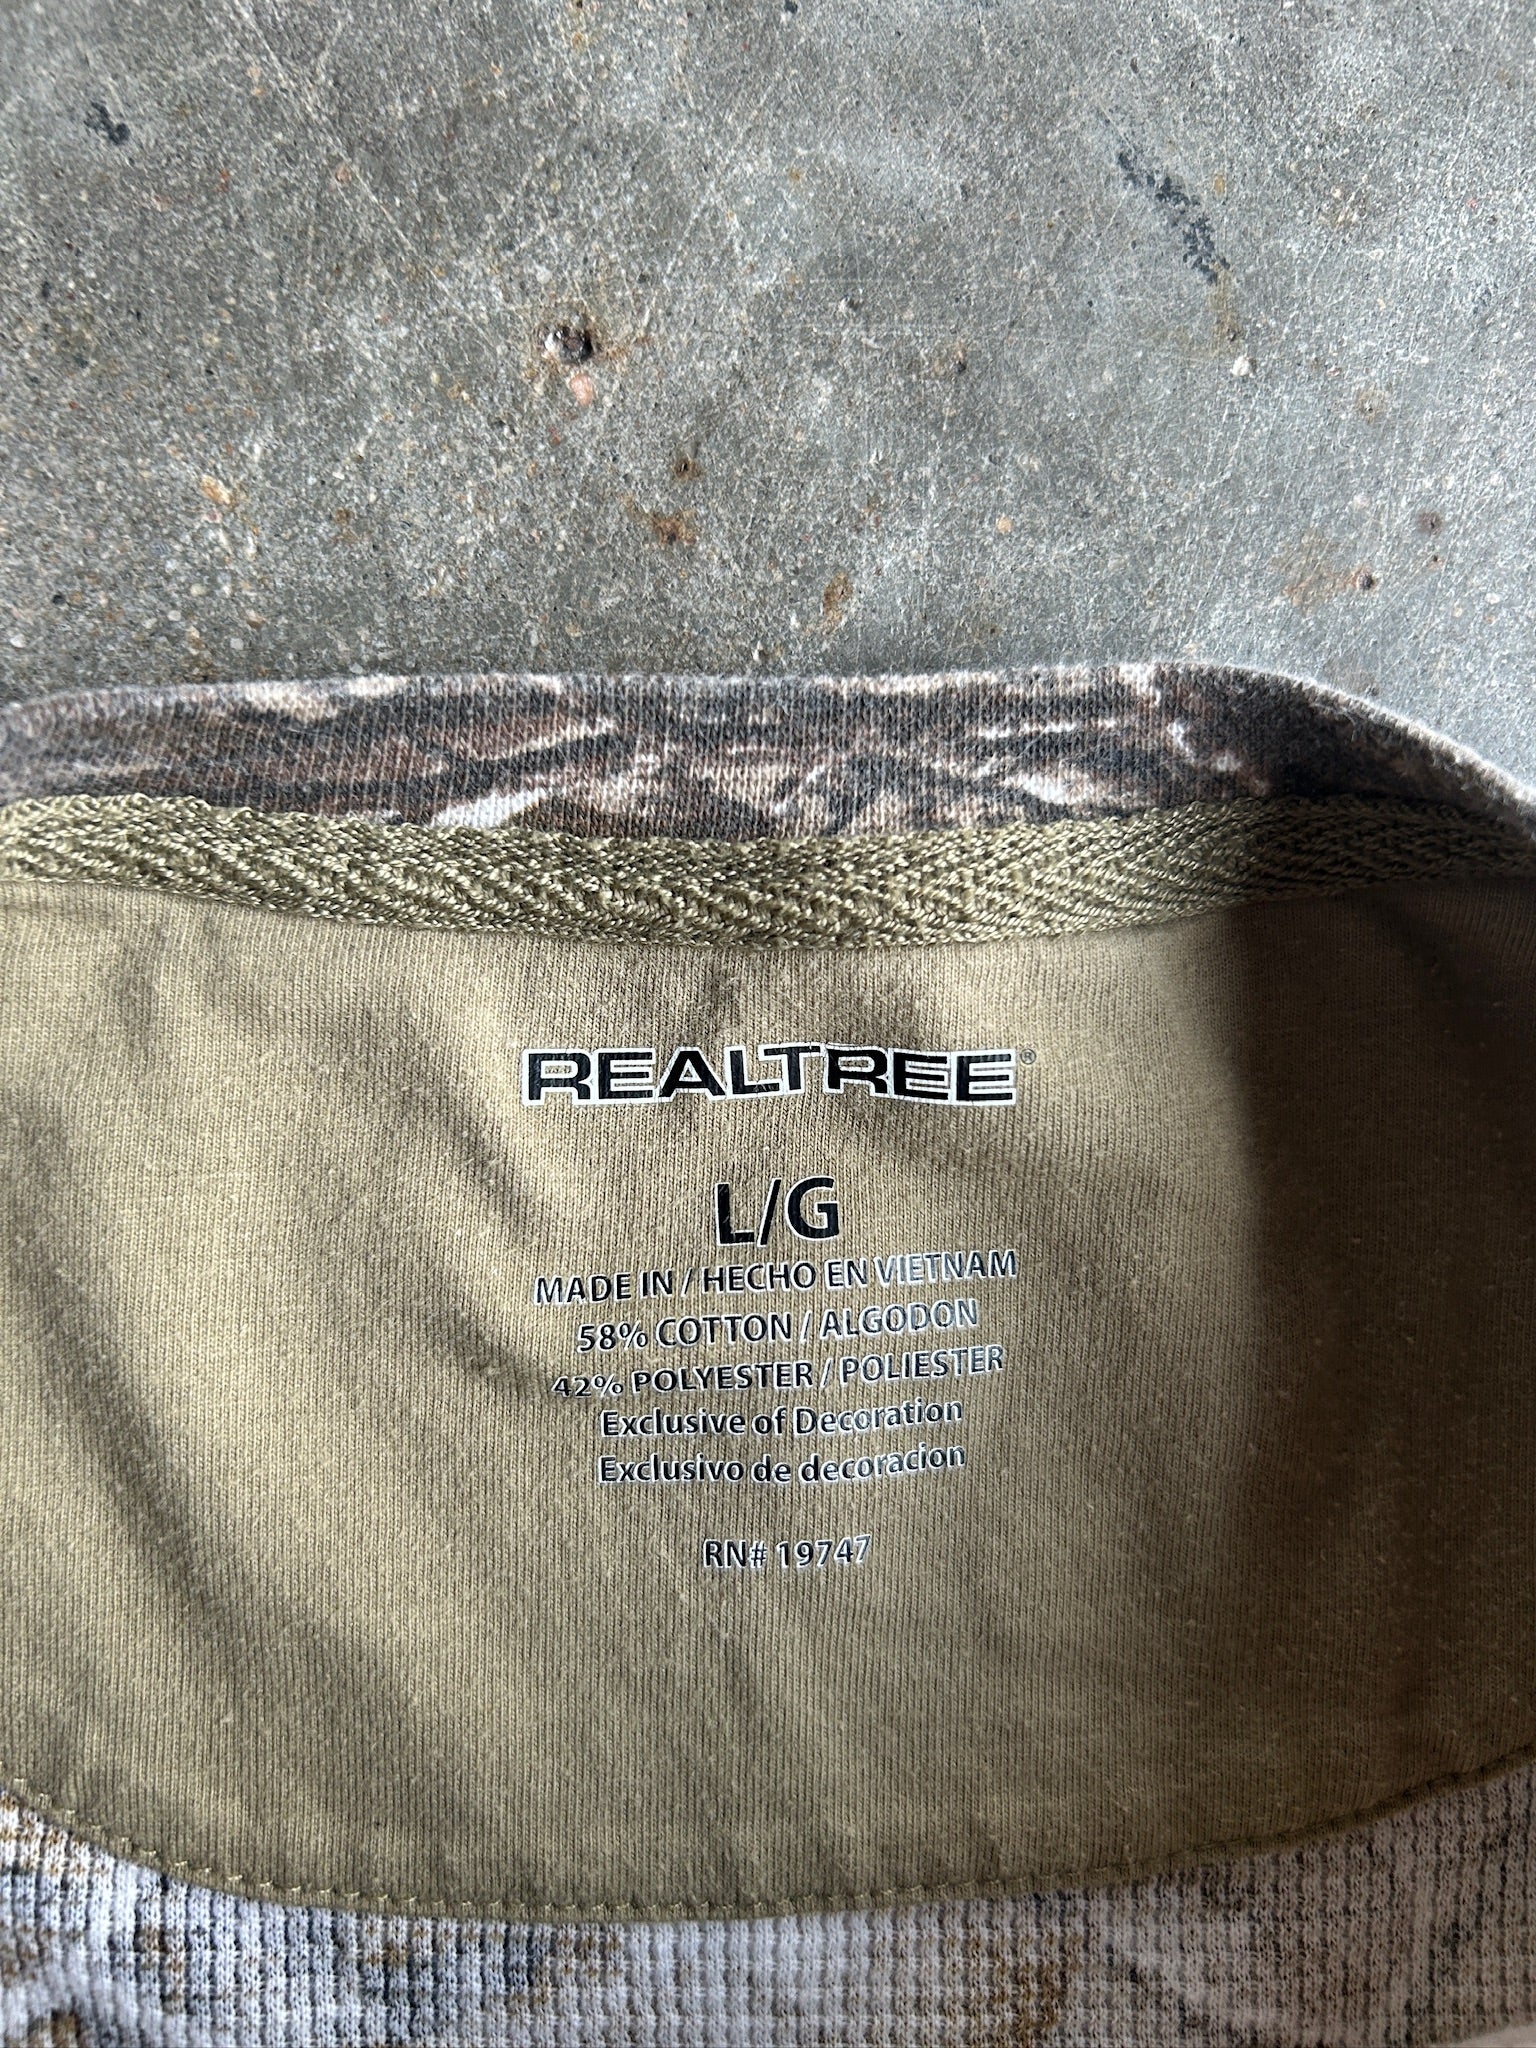 REALTREE®
L/G
MADE IN / HECHO EN VIETNAM
58% COTTON / ALGODON
42% POLYESTER / POLIESTER
Exclusive of Decoration
Exclusivo de decoracion
RN# 19747